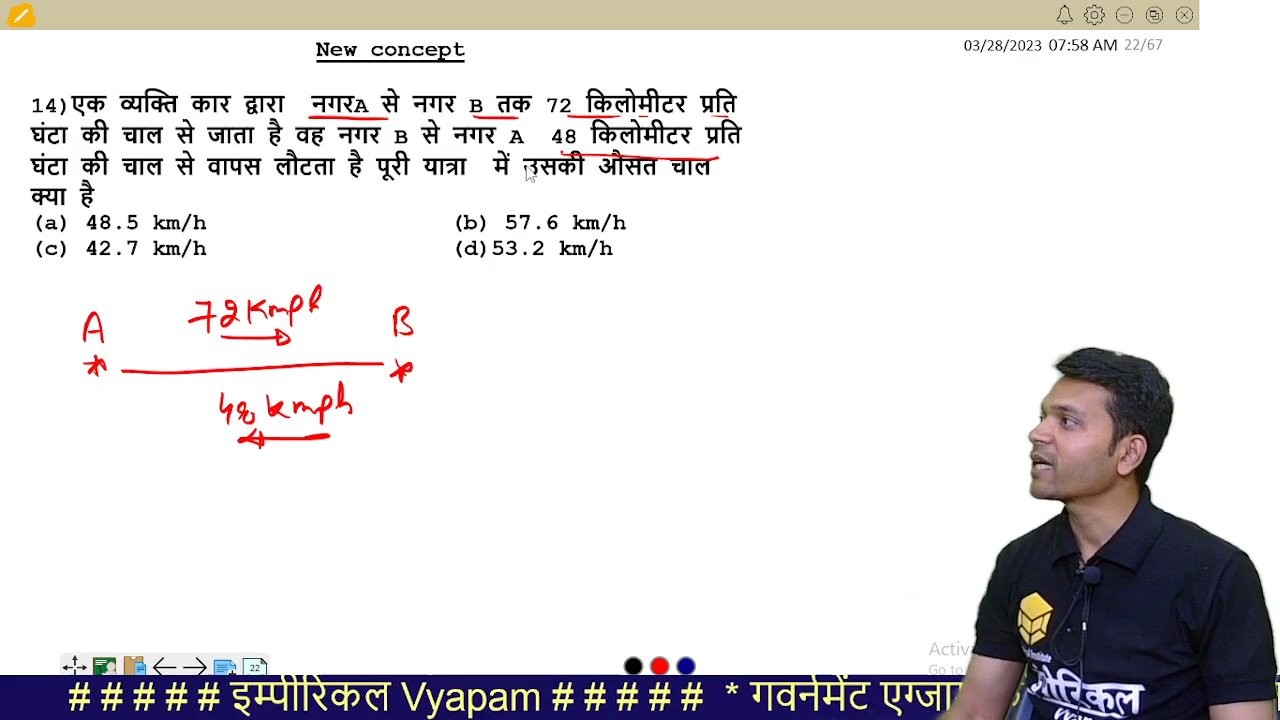 New concept
03/28/2023 07:58 AM 22/67
14)एक व्यक्ति कार द्वारा नगरA से नगर B तक 72 किलोमीटर प्रति
घंटा की चाल से जाता है वह नगर B से नगर A 48 किलोमीटर प्रति
घंटा की चाल से वापस लौटता है पूरी यात्रा में उसकी औसत चाल
क्या है
(a) 48.5 km/h (b) 57.6 km/h
(c) 42.7 km/h (d)53.2 km/h
72 Kmph
A B
48 kmph
22
# # # # # इम्पीरिकल Vyapam # # # # # * गवर्नमेंट